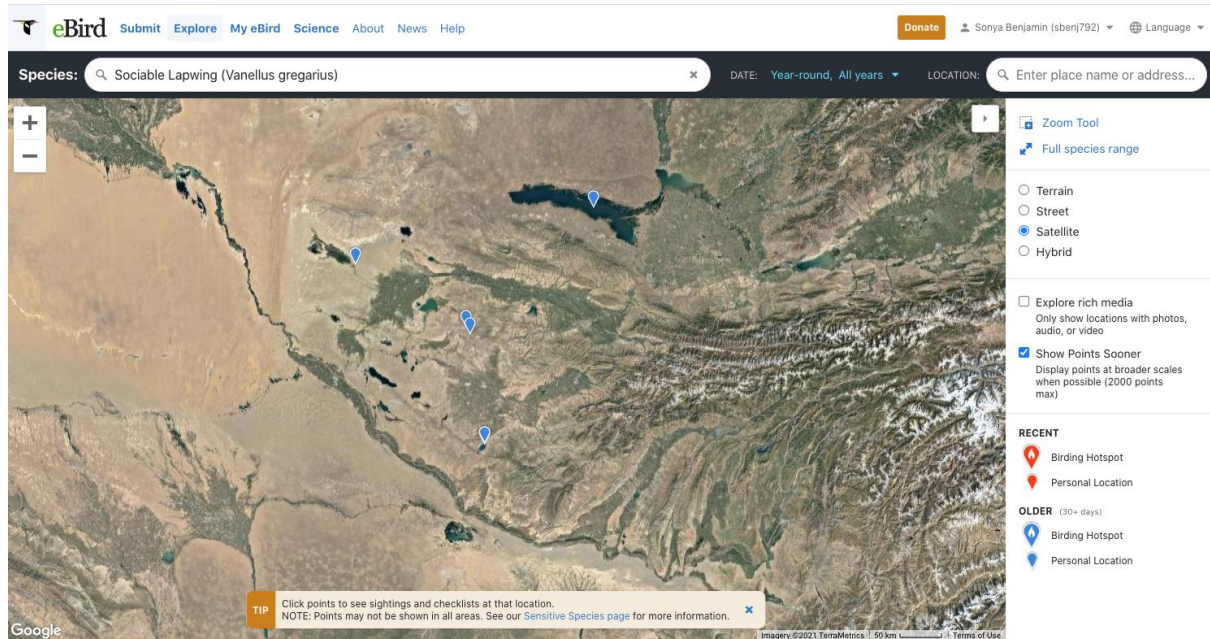 eBird Submit Explore My eBird Science About News Help Donate Sonya Benjamin (sbenj792) Language
Species: Sociable Lapwing (Vanellus gregarius) × DATE: Year-round, All years LOCATION: Enter place name or address...
+
−
Zoom Tool
Full species range
Terrain
Street
Satellite
Hybrid
Explore rich media
Only show locations with photos,
audio, or video
Show Points Sooner
Display points at broader scales
when possible (2000 points
max)
RECENT
Birding Hotspot
Personal Location
OLDER (30+ days)
Birding Hotspot
Personal Location
TIP
Click points to see sightings and checklists at that location.
NOTE: Points may not be shown in all areas. See our Sensitive Species page for more information.
×
Google
Imagery ©2021 TerraMetrics 50 km Terms of Use